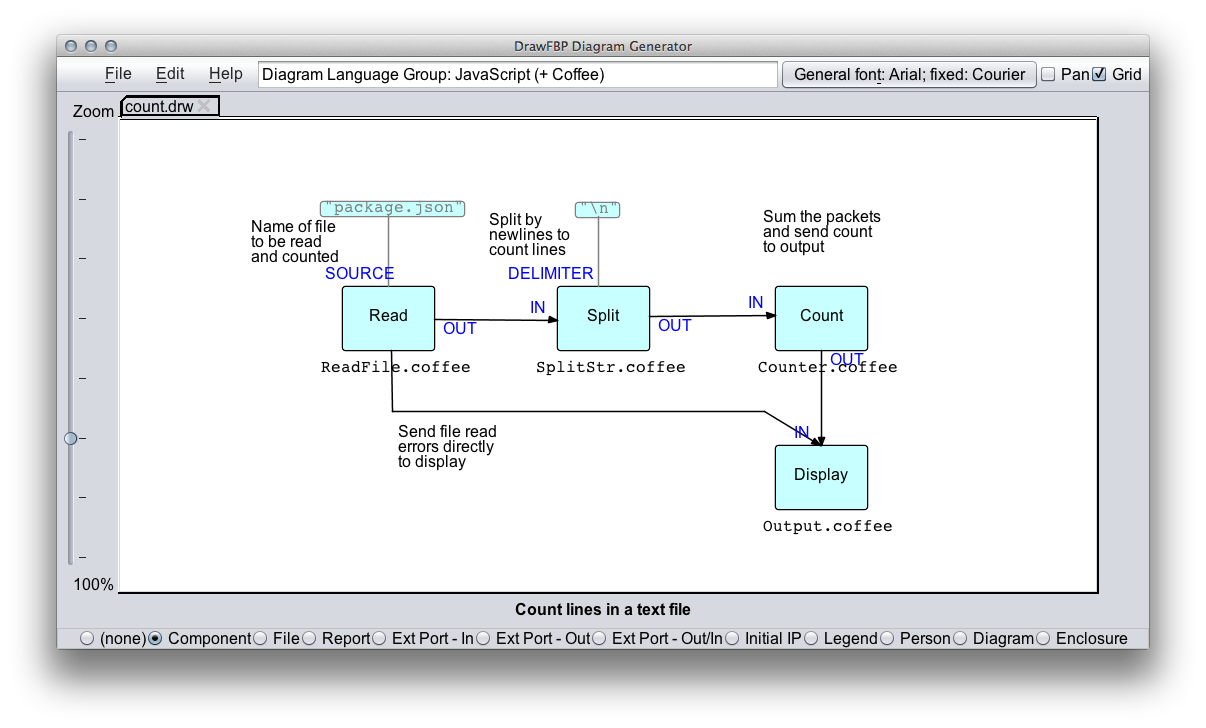 DrawFBP Diagram Generator
File Edit Help Diagram Language Group: JavaScript (+ Coffee) General font: Arial; fixed: Courier Pan Grid
Zoom
count.drw
"package.json"
"\n"
Name of file
to be read
and counted
Split by
newlines to
count lines
Sum the packets
and send count
to output
SOURCE
DELIMITER
Read
OUT
IN
Split
OUT
IN
Count
OUT
ReadFile.coffee
SplitStr.coffee
Counter.coffee
Send file read
errors directly
to display
IN
Display
Output.coffee
100%
Count lines in a text file
(none) Component File Report Ext Port - In Ext Port - Out Ext Port - Out/In Initial IP Legend Person Diagram Enclosure